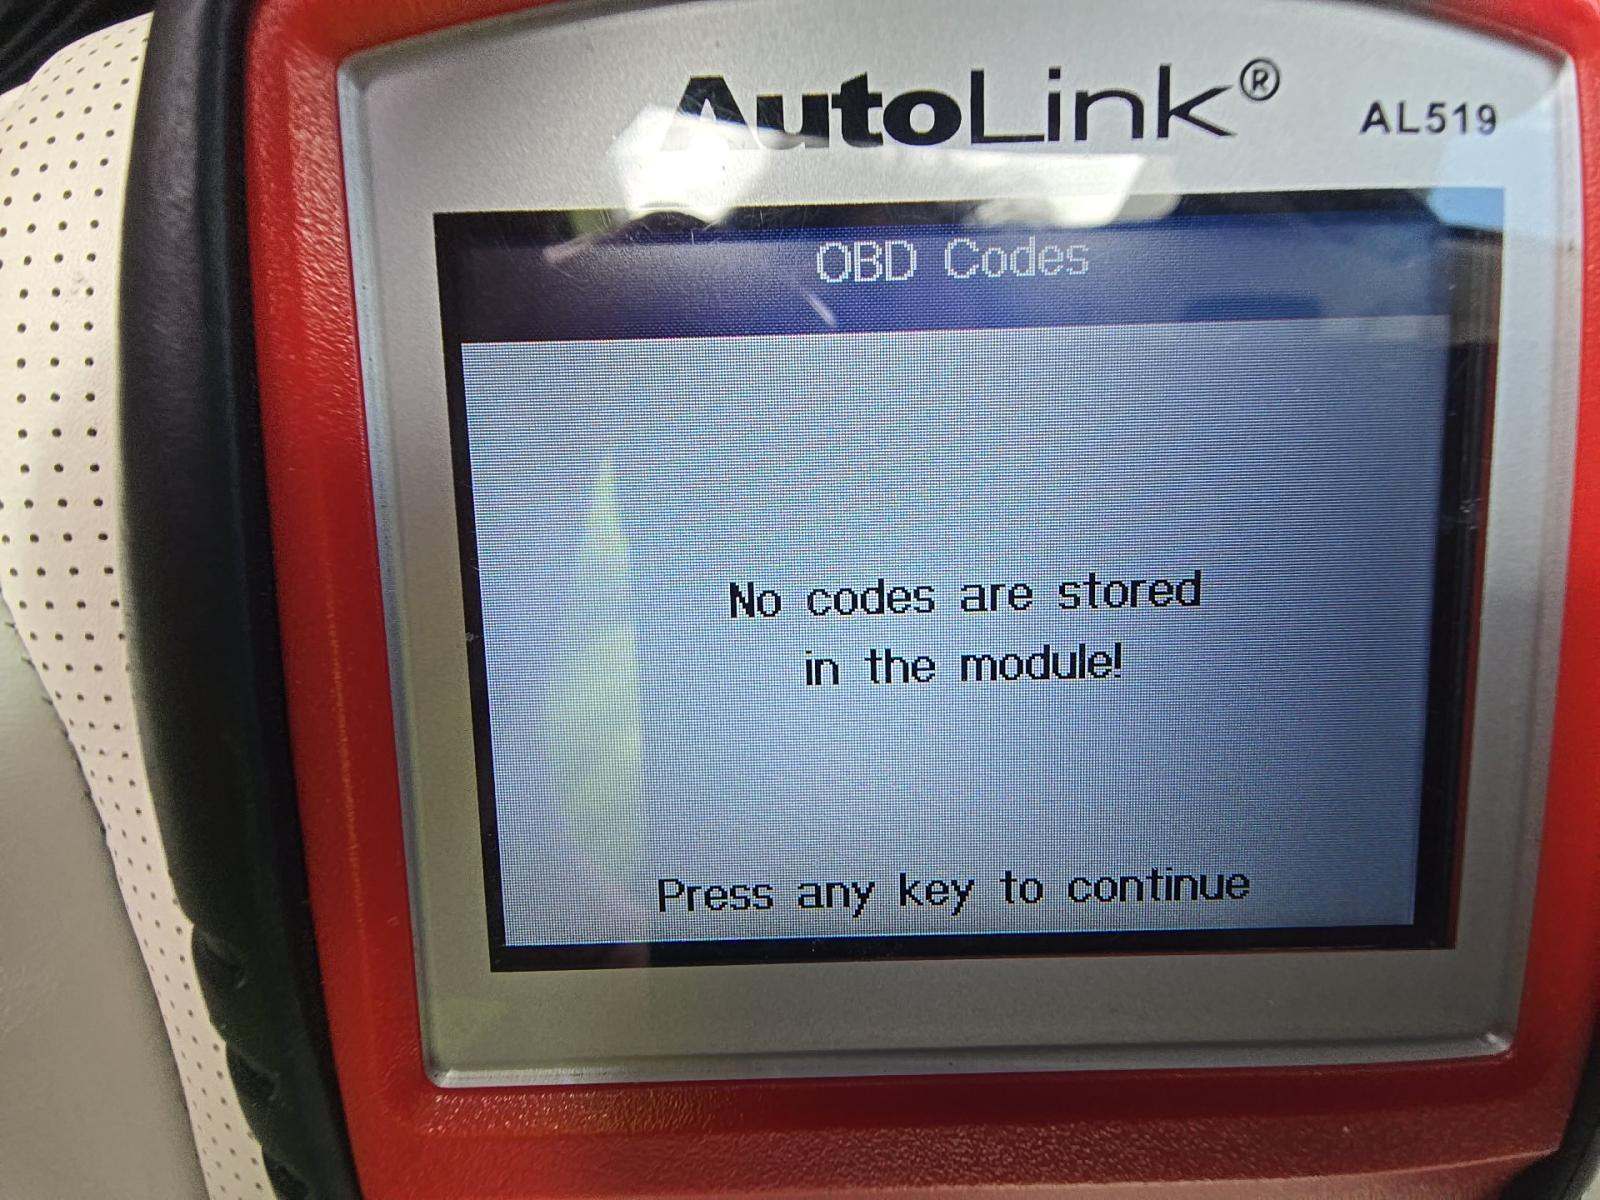 AutoLink®
AL519
OBD Codes
No codes are stored
in the module!
Press any key to continue